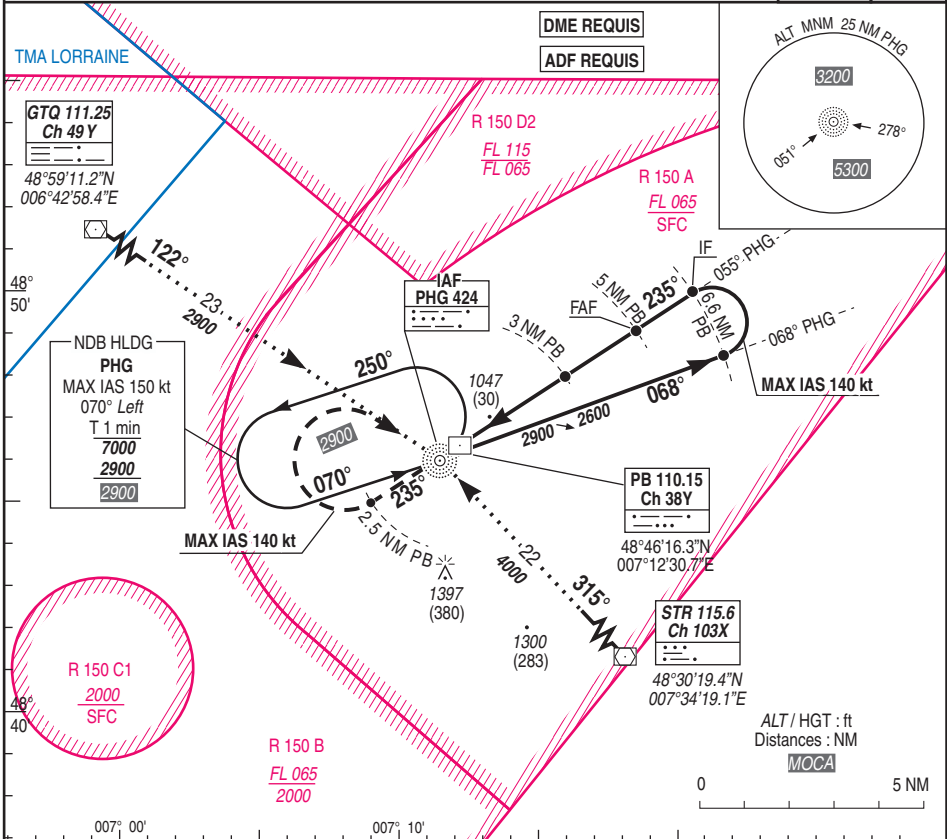 DME REQUIS
ADF REQUIS
ALT MNM 25 NM PHG
3200
278°
051°
5300
TMA LORRAINE
GTQ 111.25
Ch 49 Y
48°59'11.2"N
006°42'58.4"E
R 150 D2
FL 115
FL 065
R 150 A
FL 065
SFC
122°
23
2900
48°
50'
IAF
PHG 424
IF
055° PHG
235°
5 NM PB
FAF
6.6 NM
PB
3 NM PB
068° PHG
NDB HLDG
PHG
MAX IAS 150 kt
070° Left
T 1 min
7000
2900
2900
250°
1047
(30)
068°
MAX IAS 140 kt
2900
2600
2900
070°
235°
PB 110.15
Ch 38Y
48°46'16.3"N
007°12'30.7"E
MAX IAS 140 kt
2.5 NM PB
22
4000
1397
(380)
315°
STR 115.6
Ch 103X
48°30'19.4"N
007°34'19.1"E
1300
(283)
R 150 C1
2000
SFC
48°
40'
R 150 B
FL 065
2000
ALT / HGT : ft
Distances : NM
MOCA
0
5 NM
007° 00'
007° 10'